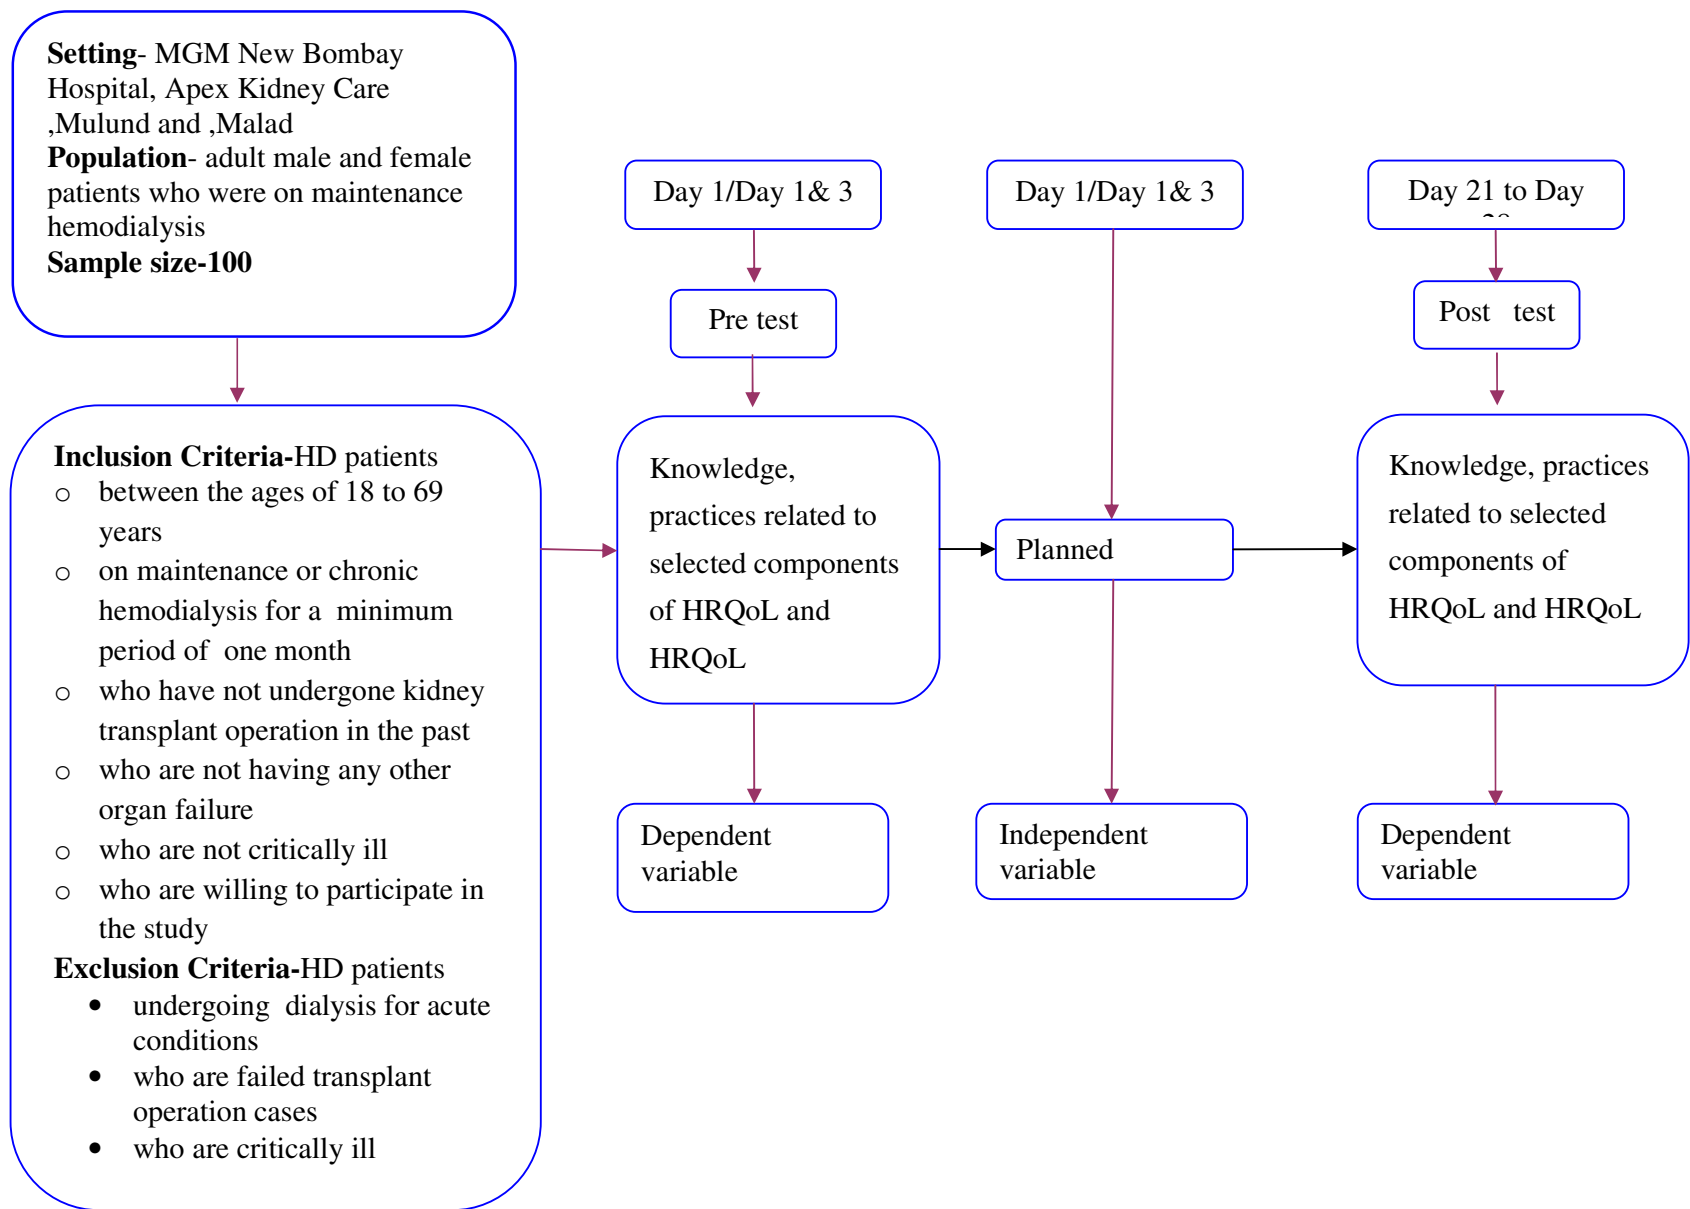 Setting- MGM New Bombay
Hospital, Apex Kidney Care
,Mulund and ,Malad
Population- adult male and female
patients who were on maintenance
hemodialysis
Sample size-100
Inclusion Criteria-HD patients
o between the ages of 18 to 69
years
o on maintenance or chronic
hemodialysis for a minimum
period of one month
o who have not undergone kidney
transplant operation in the past
o who are not having any other
organ failure
o who are not critically ill
o who are willing to participate in
the study
Exclusion Criteria-HD patients
• undergoing dialysis for acute
conditions
• who are failed transplant
operation cases
• who are critically ill
Day 1/Day 1& 3
Pre test
Knowledge,
practices related to
selected components
of HRQoL and
HRQoL
Dependent
variable
Day 1/Day 1& 3
Planned
Independent
variable
Day 21 to Day
Post test
Knowledge, practices
related to selected
components of
HRQoL and HRQoL
Dependent
variable